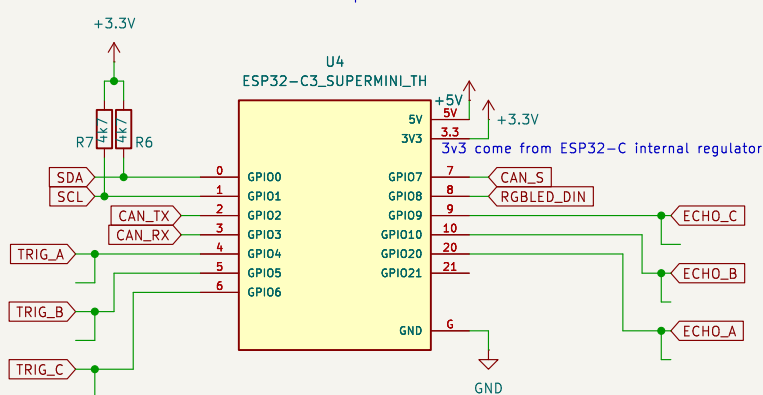 +3.3V
U4
ESP32-C3_SUPERMINI_TH
+5V
5V 5V
+3.3V
3V3 3.3
3v3 come from ESP32-C internal regulator
R7 4k7 4k7 R6
SDA 0 GPIO0
SCL 1 GPIO1
CAN_TX 2 GPIO2
CAN_RX 3 GPIO3
TRIG_A 4 GPIO4
TRIG_B 5 GPIO5
TRIG_C 6 GPIO6
GPIO7 7 CAN_S
GPIO8 8 RGBLED_DIN
GPIO9 9 ECHO_C
GPIO10 10 ECHO_B
GPIO20 20 ECHO_A
GPIO21 21
GND G
GND